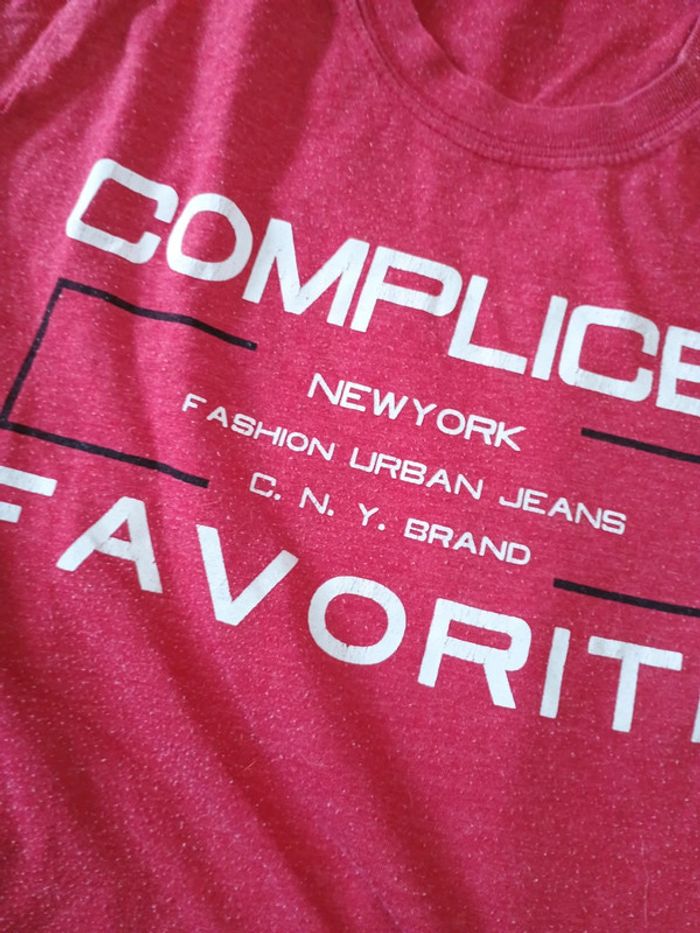 COMPLICE
NEWYORK
FASHION URBAN JEANS
C. N. Y. BRAND
FAVORIT